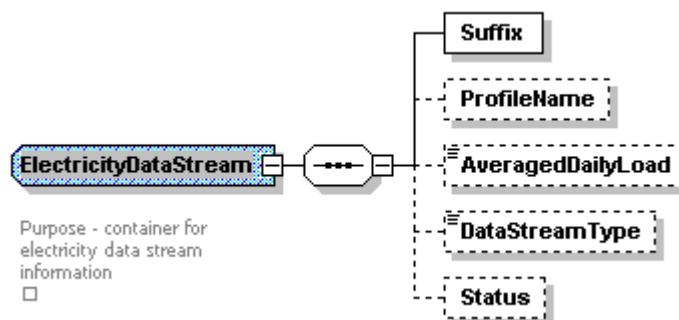 Suffix
ProfileName
ElectricityDataStream
AveragedDailyLoad
Purpose - container for
electricity data stream
information
DataStreamType
Status